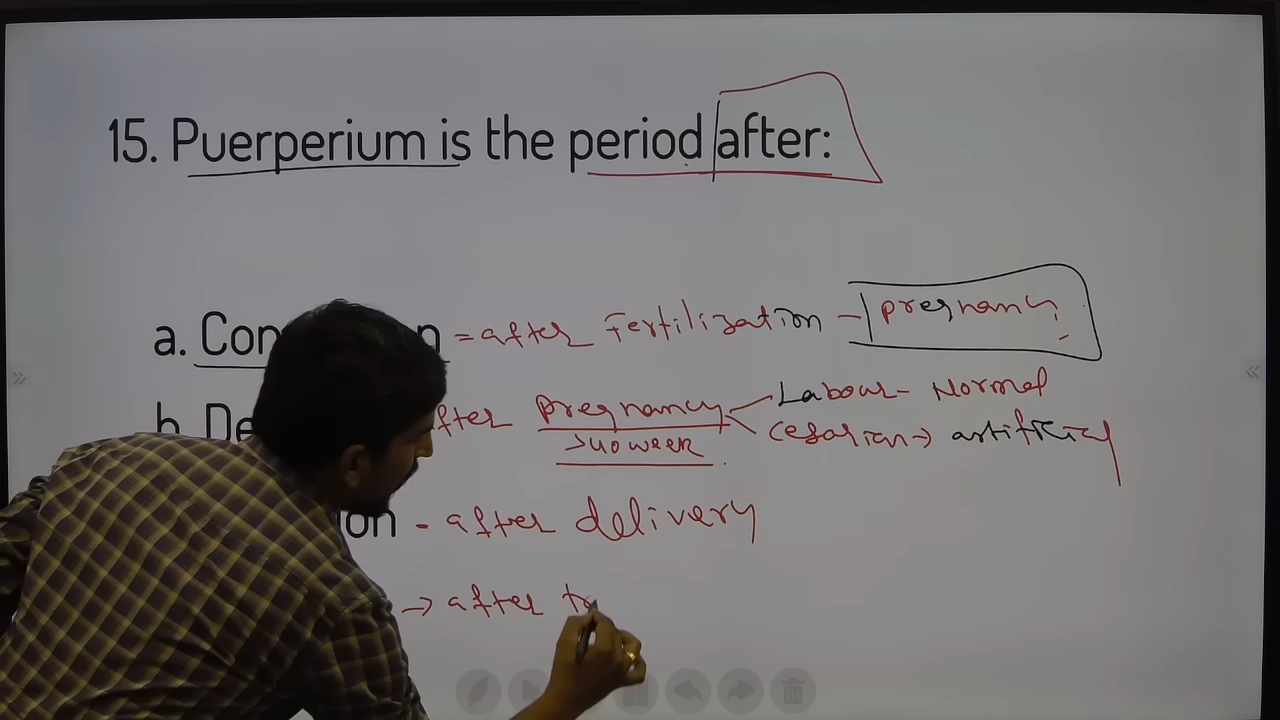 15. Puerperium is the period after:
a. Con n = after Fertilization - pregnancy
b. De fter pregnancy Labour - Normal
>40 week Cesarian → artificial
on - after delivery
→ after tr